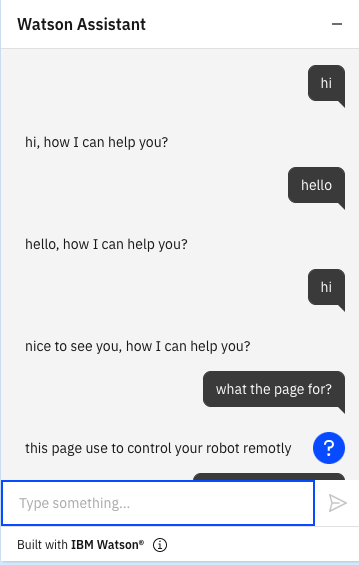 Watson Assistant
hi
hi, how I can help you?
hello
hello, how I can help you?
hi
nice to see you, how I can help you?
what the page for?
this page use to control your robot remotly
?
Type something...
Built with IBM Watson®